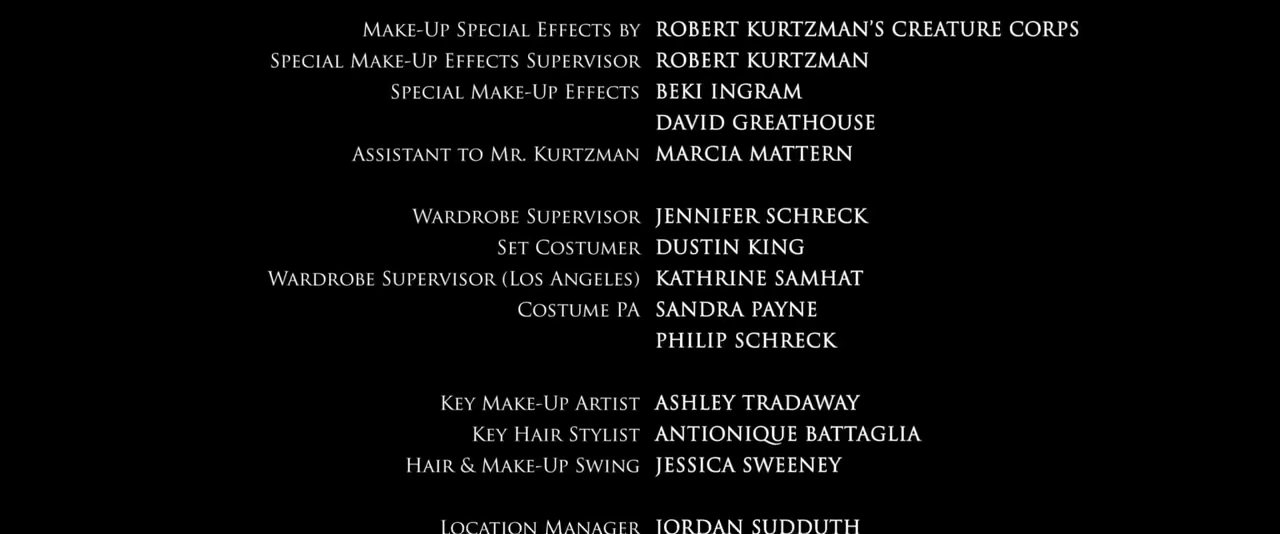 Make-Up Special Effects by ROBERT KURTZMAN'S CREATURE CORPS
Special Make-Up Effects Supervisor ROBERT KURTZMAN
Special Make-Up Effects BEKI INGRAM
DAVID GREATHOUSE
Assistant to Mr. Kurtzman MARCIA MATTERN
Wardrobe Supervisor JENNIFER SCHRECK
Set Costumer DUSTIN KING
Wardrobe Supervisor (Los Angeles) KATHRINE SAMHAT
Costume PA SANDRA PAYNE
PHILIP SCHRECK
Key Make-Up Artist ASHLEY TRADAWAY
Key Hair Stylist ANTIONIQUE BATTAGLIA
Hair & Make-Up Swing JESSICA SWEENEY
Location Manager JORDAN SUDDUTH